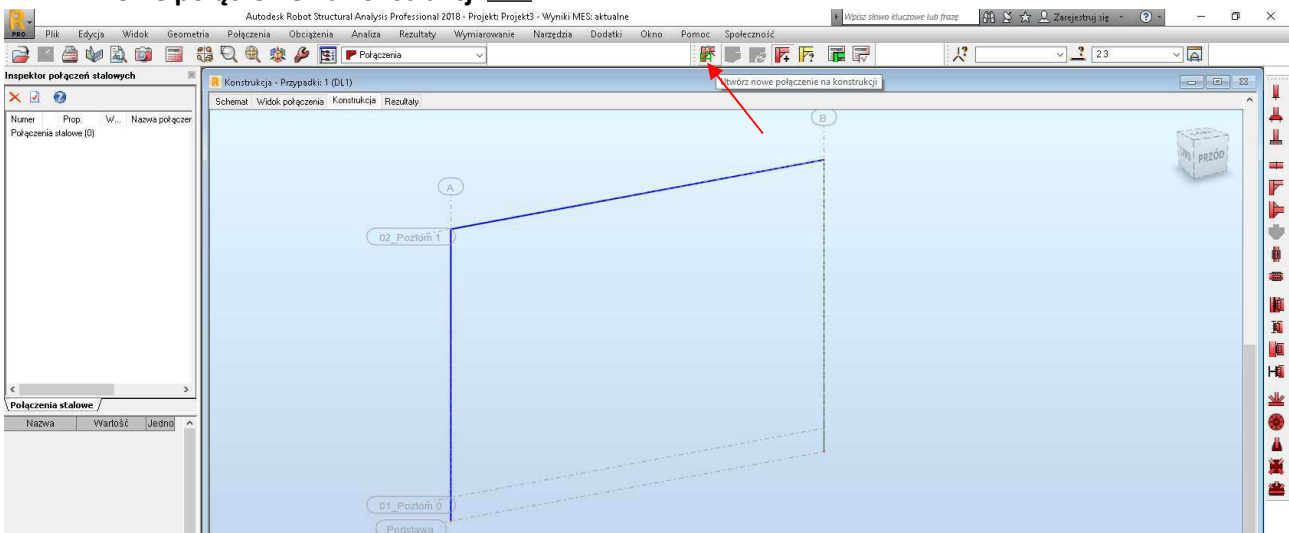 Autodesk Robot Structural Analysis Professional 2018 - Projekt: Projekt3 - Wyniki MES: aktualne
Wpisz słowo kluczowe lub frazę
Zarejestruj się
PRO
Plik Edycja Widok Geometria Połączenia Obciążenia Analiza Rezultaty Wymiarowanie Narzędzia Dodatki Okno Pomoc Społeczność
Połączenia
2 3
Inspektor połączeń stalowych
Konstrukcja - Przypadki: 1 (DL1)
Utwórz nowe połączenie na konstrukcji
Schemat Widok połączenia Konstrukcja Rezultaty
Numer Prop. W... Nazwa połączer
Połączenia stalowe (0)
B
PRZÓD
A
02_Poziom 1
Połączenia stalowe
Nazwa Wartość Jedno
01_Poziom 0
Podstawa